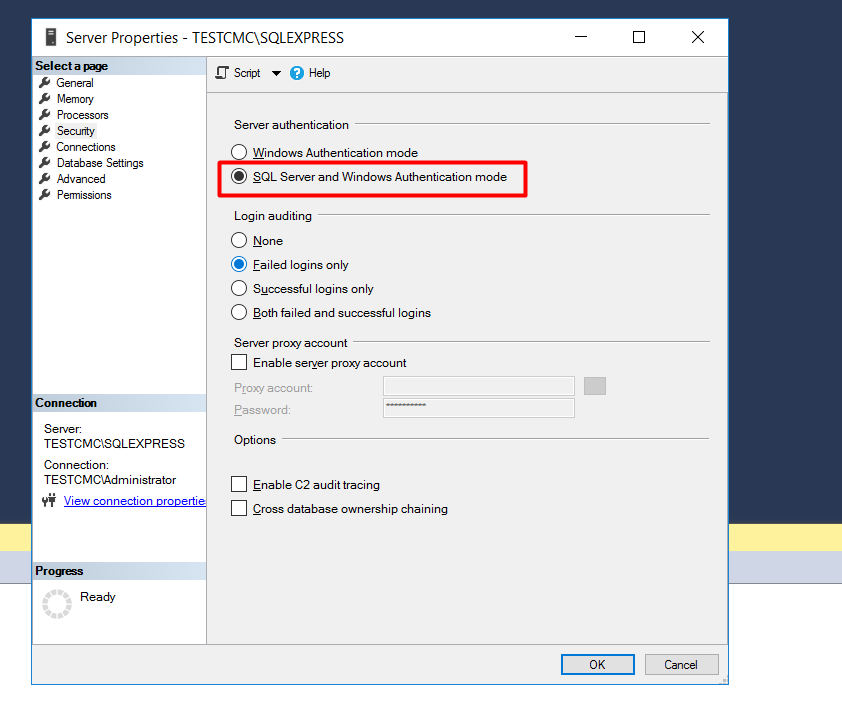 Server Properties - TESTCMC\SQLEXPRESS
Select a page
General
Memory
Processors
Security
Connections
Database Settings
Advanced
Permissions
Connection
Server:
TESTCMC\SQLEXPRESS
Connection:
TESTCMC\Administrator
View connection propertie
Progress
Ready
Script
? Help
Server authentication
Windows Authentication mode
SQL Server and Windows Authentication mode
Login auditing
None
Failed logins only
Successful logins only
Both failed and successful logins
Server proxy account
Enable server proxy account
Proxy account:
Password:
**********
Options
Enable C2 audit tracing
Cross database ownership chaining
OK
Cancel